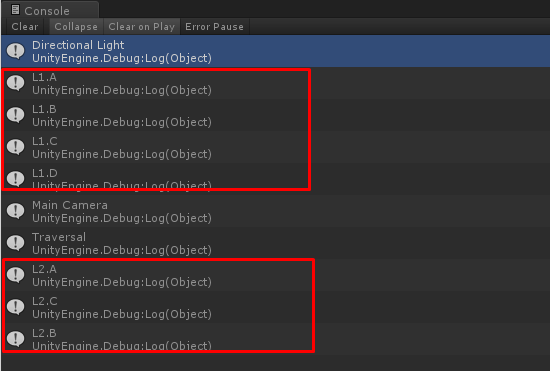 Console
Clear Collapse Clear on Play Error Pause
Directional Light
UnityEngine.Debug:Log(Object)
L1.A
UnityEngine.Debug:Log(Object)
L1.B
UnityEngine.Debug:Log(Object)
L1.C
UnityEngine.Debug:Log(Object)
L1.D
UnityEngine.Debug:Log(Object)
Main Camera
UnityEngine.Debug:Log(Object)
Traversal
UnityEngine.Debug:Log(Object)
L2.A
UnityEngine.Debug:Log(Object)
L2.C
UnityEngine.Debug:Log(Object)
L2.B
UnityEngine.Debug:Log(Object)